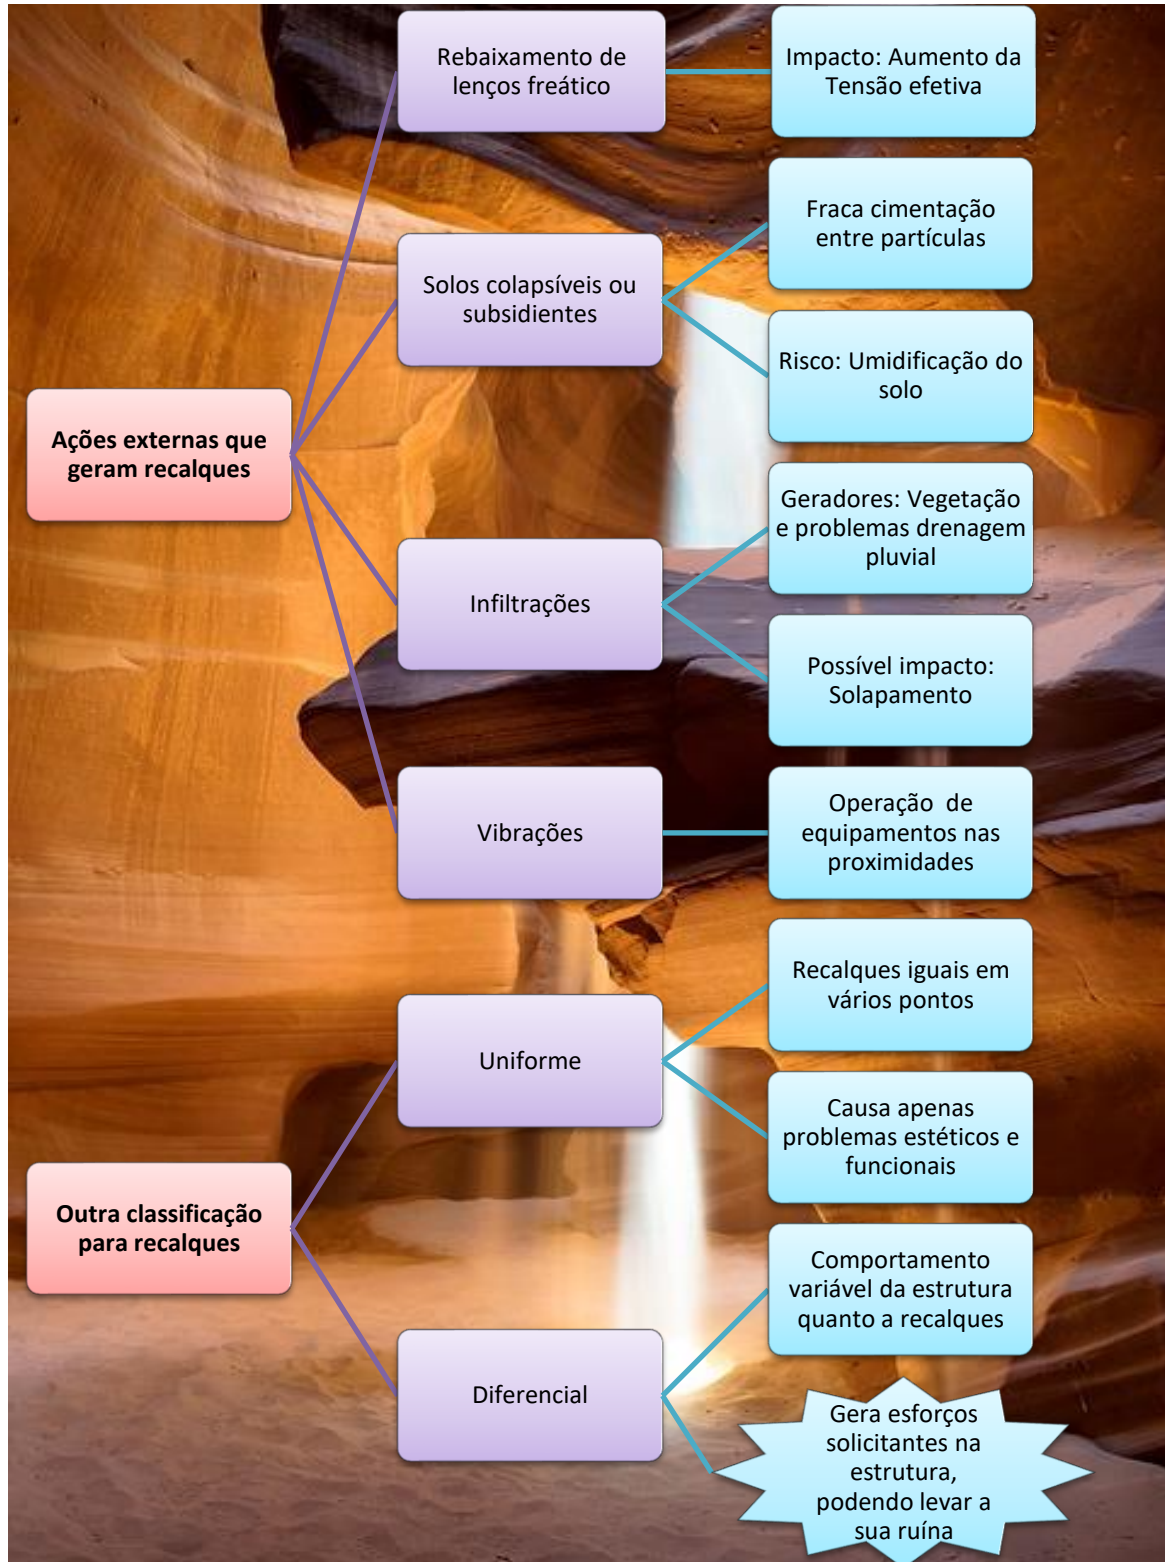 Rebaixamento de
lenços freático
Impacto: Aumento da
Tensão efetiva
Fraca cimentação
entre partículas
Solos colapsíveis ou
subsidientes
Risco: Umidificação do
solo
Ações externas que
geram recalques
Geradores: Vegetação
e problemas drenagem
pluvial
Infiltrações
Possível impacto:
Solapamento
Vibrações
Operação de
equipamentos nas
proximidades
Recalques iguais em
vários pontos
Uniforme
Causa apenas
problemas estéticos e
funcionais
Outra classificação
para recalques
Comportamento
variável da estrutura
quanto a recalques
Diferencial
Gera esforços
solicitantes na
estrutura,
podendo levar a
sua ruína